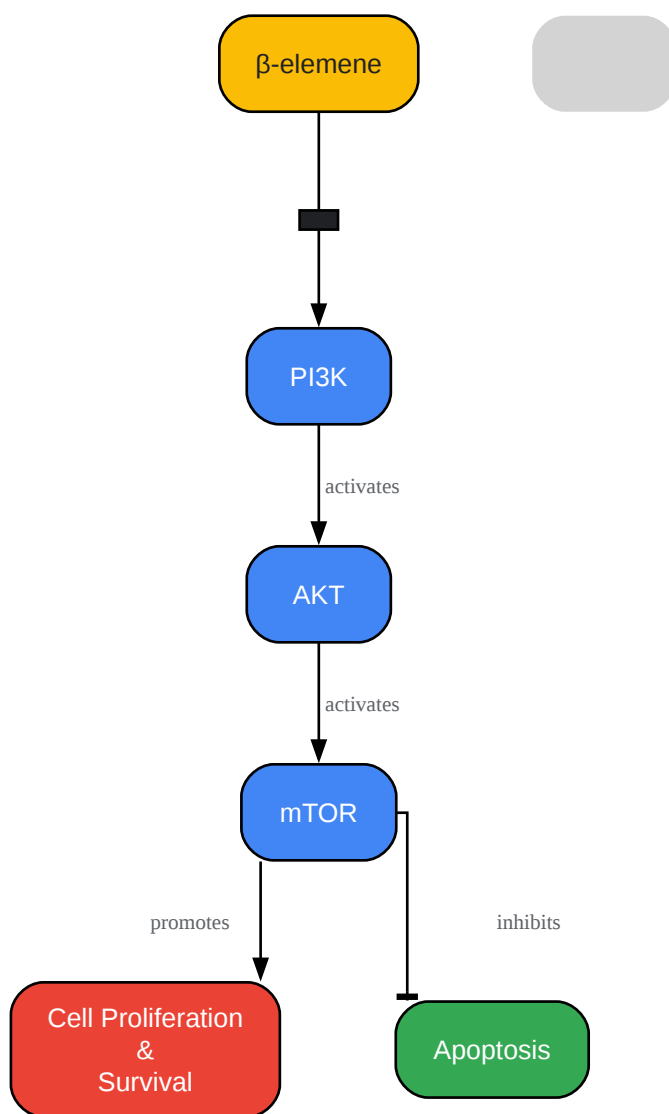 β-elemene
PI3K
activates
AKT
activates
mTOR
promotes
inhibits
Cell Proliferation
&
Survival
Apoptosis